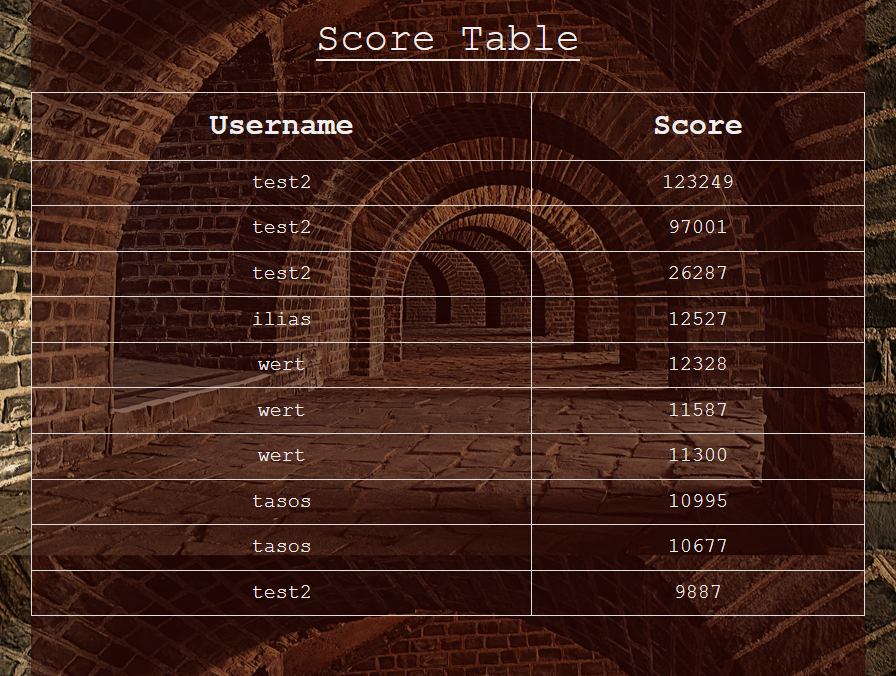 Score Table
Username Score
test2 123249
test2 97001
test2 26287
ilias 12527
wert 12328
wert 11587
wert 11300
tasos 10995
tasos 10677
test2 9887